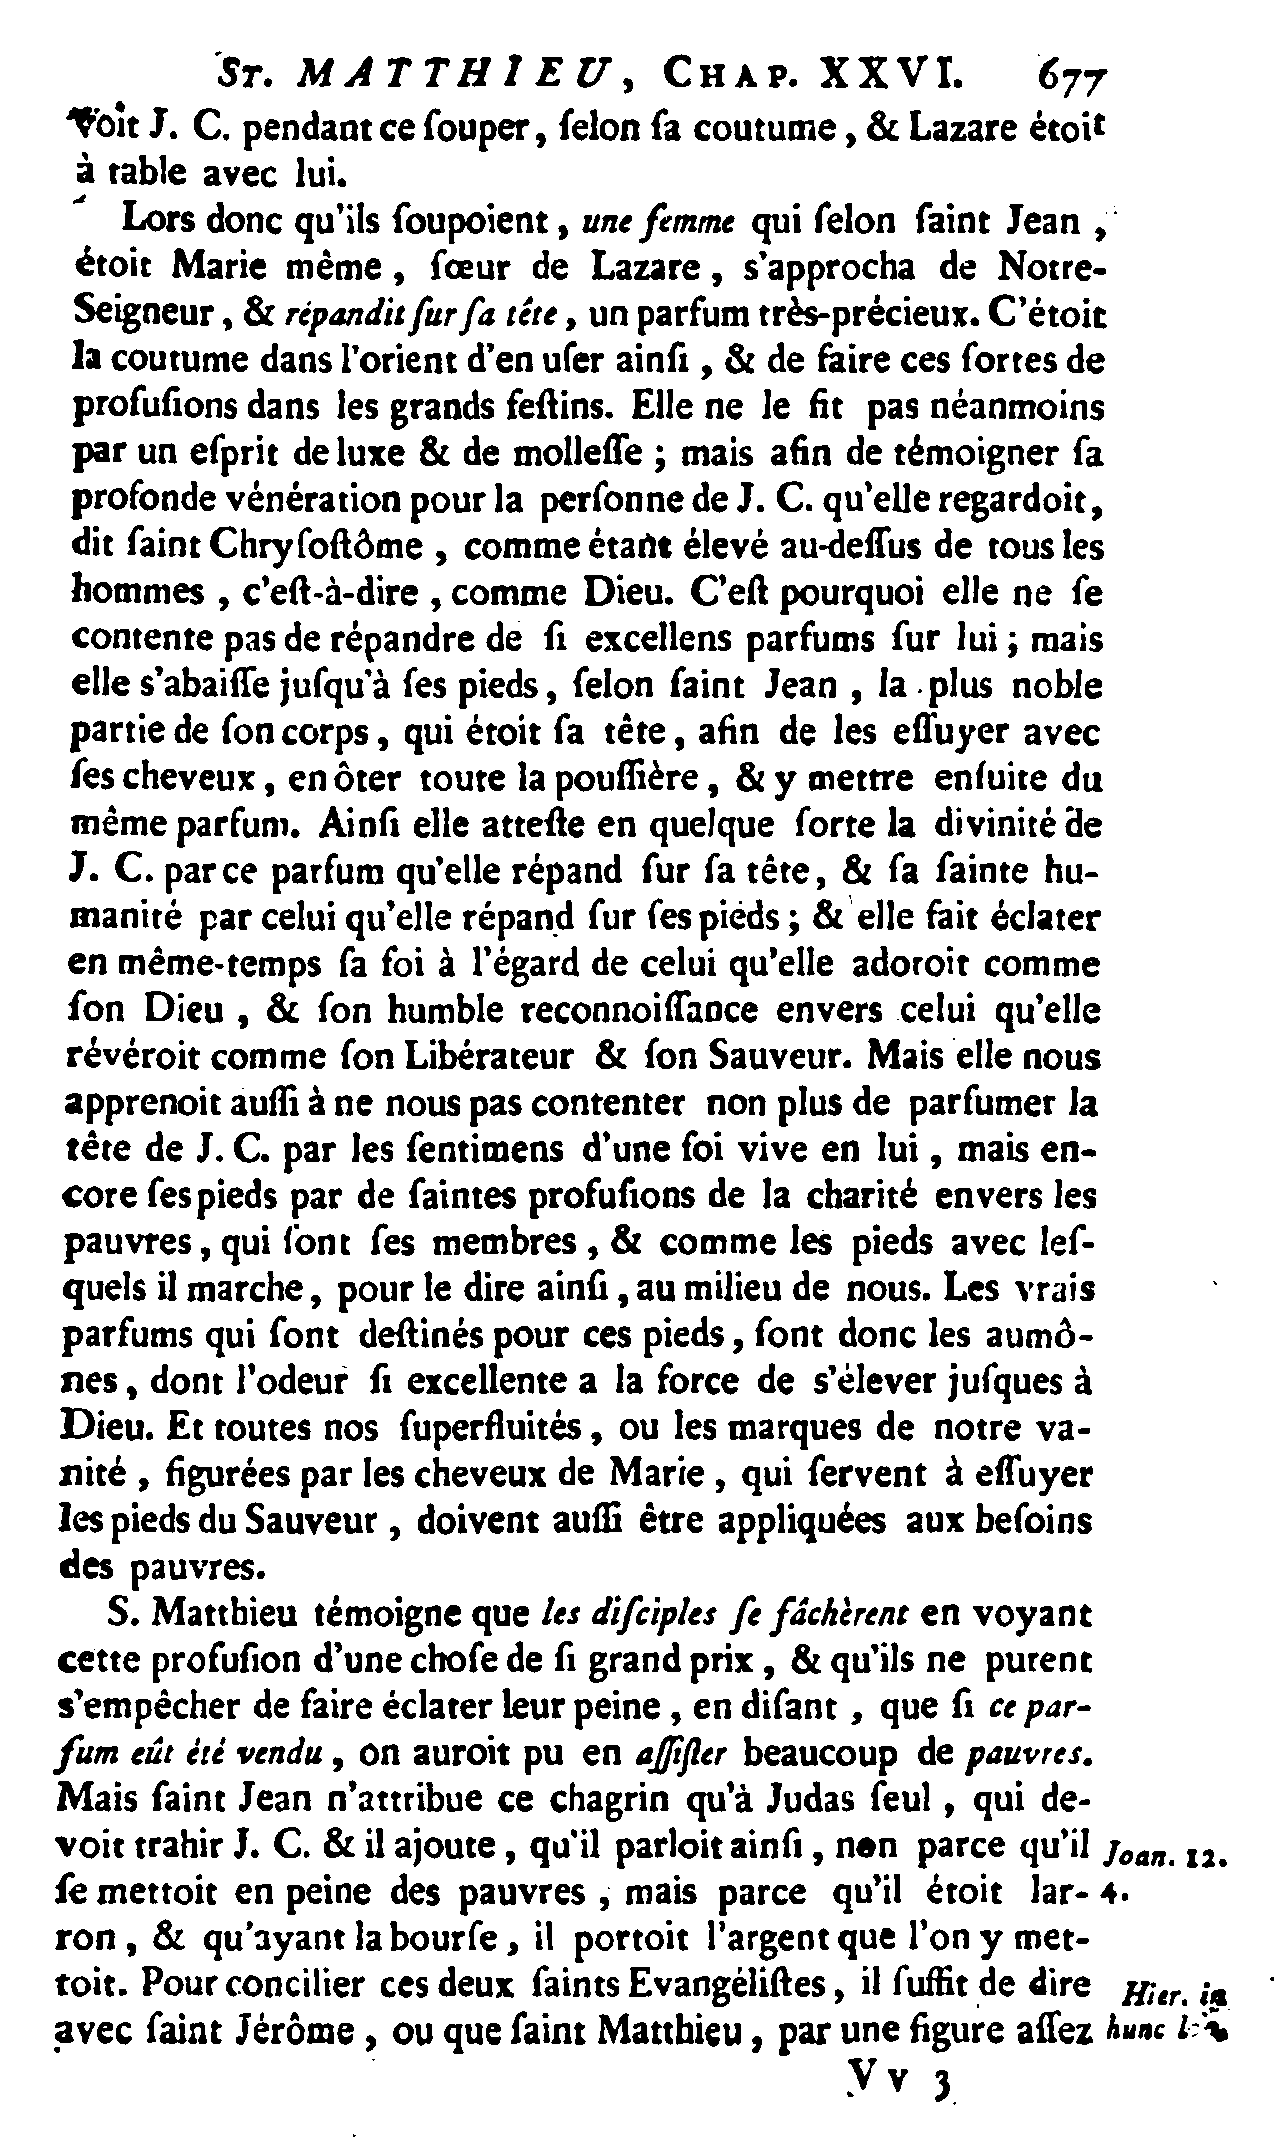 ST. MATTHIEU, CHAP. XXVI. 677
voit J. C. pendant ce ſouper, ſelon ſa coutume, & Lazare étoit
à table avec lui.
Lors donc qu'ils ſoupoient, une femme qui ſelon ſaint Jean,
étoit Marie même, ſœur de Lazare, s'approcha de Notre-
Seigneur, & répandit ſur ſa tête, un parfum très-précieux. C'étoit
la coutume dans l'orient d'en uſer ainſi, & de faire ces ſortes de
profuſions dans les grands feſtins. Elle ne le fit pas néanmoins
par un eſprit de luxe & de molleſſe; mais afin de témoigner ſa
profonde vénération pour la perſonne de J. C. qu'elle regardoit,
dit ſaint Chryſoſtôme, comme étant élevé au-deſſus de tous les
hommes, c'eſt-à-dire, comme Dieu. C'eſt pourquoi elle ne ſe
contente pas de répandre de ſi excellens parfums ſur lui; mais
elle s'abaiſſe juſqu'à ſes pieds, ſelon ſaint Jean, la plus noble
partie de ſon corps, qui étoit ſa tête, afin de les eſſuyer avec
ſes cheveux, en ôter toute la pouſſière, & y mettre enſuite du
même parfum. Ainſi elle atteſte en quelque ſorte la divinité de
J. C. par ce parfum qu'elle répand ſur ſa tête, & ſa ſainte hu-
manité par celui qu'elle répand ſur ſes pieds; & elle fait éclater
en même-temps ſa foi à l'égard de celui qu'elle adoroit comme
ſon Dieu, & ſon humble reconnoiſſance envers celui qu'elle
révéroit comme ſon Libérateur & ſon Sauveur. Mais elle nous
apprenoit auſſi à ne nous pas contenter non plus de parfumer la
tête de J. C. par les ſentimens d'une foi vive en lui, mais en-
core ſes pieds par de ſaintes profuſions de la charité envers les
pauvres, qui ſont ſes membres, & comme les pieds avec leſ-
quels il marche, pour le dire ainſi, au milieu de nous. Les vrais
parfums qui ſont deſtinés pour ces pieds, ſont donc les aumô-
nes, dont l'odeur ſi excellente a la force de s'élever juſques à
Dieu. Et toutes nos ſuperfluités, ou les marques de notre va-
nité, figurées par les cheveux de Marie, qui ſervent à eſſuyer
les pieds du Sauveur, doivent auſſi être appliquées aux beſoins
des pauvres.
S. Matthieu témoigne que les diſciples ſe fâchèrent en voyant
cette profuſion d'une choſe de ſi grand prix, & qu'ils ne purent
s'empêcher de faire éclater leur peine, en diſant, que ſi ce par-
fum eût été vendu, on auroit pu en aſſiſter beaucoup de pauvres.
Mais ſaint Jean n'attribue ce chagrin qu'à Judas ſeul, qui de-
voit trahir J. C. & il ajoute, qu'il parloit ainſi, non parce qu'il Joan. 12.
ſe mettoit en peine des pauvres, mais parce qu'il étoit lar- 4.
ron, & qu'ayant la bourſe, il portoit l'argent que l'on y met-
toit. Pour concilier ces deux ſaints Evangéliſtes, il ſuffit de dire Hier. in
avec ſaint Jérôme, ou que ſaint Matthieu, par une figure aſſez hunc
V v 3